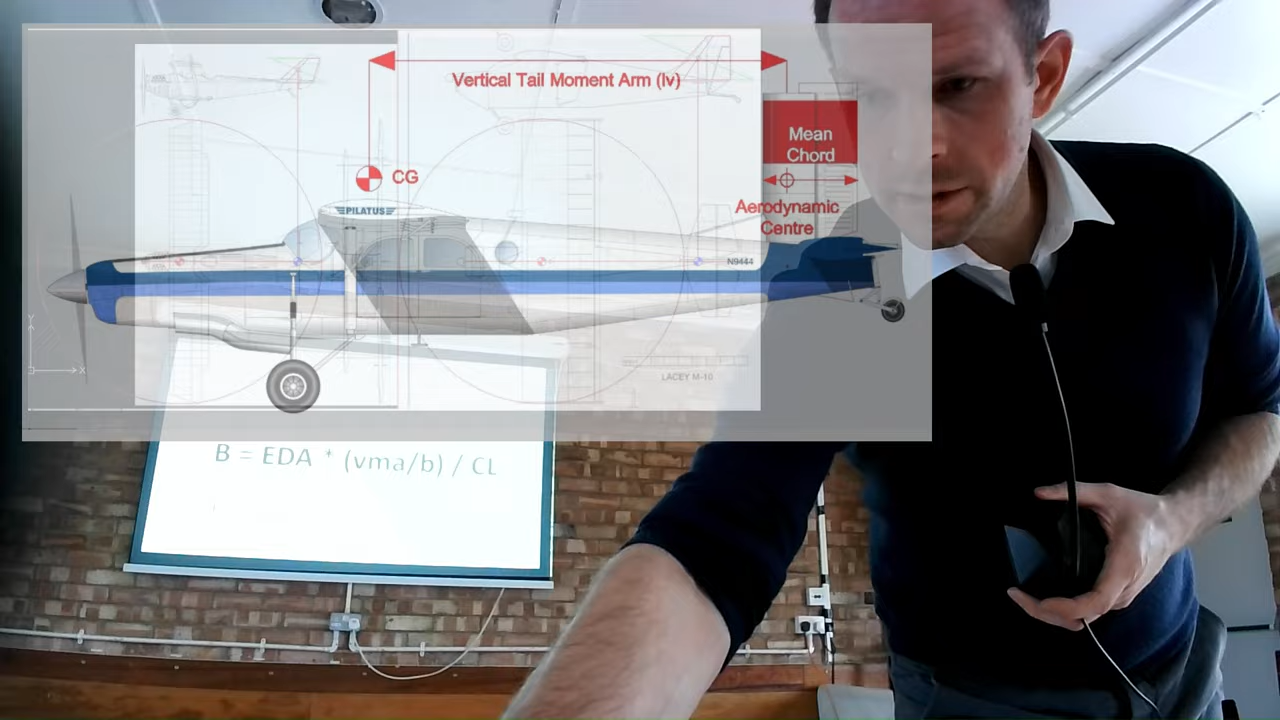 Vertical Tail Moment Arm (lv)
Mean
Chord
CG
Aerodynamic
Centre
PILATUS
N9444
Y
X
LACEY M-10
B = EDA * (vma/b) / CL